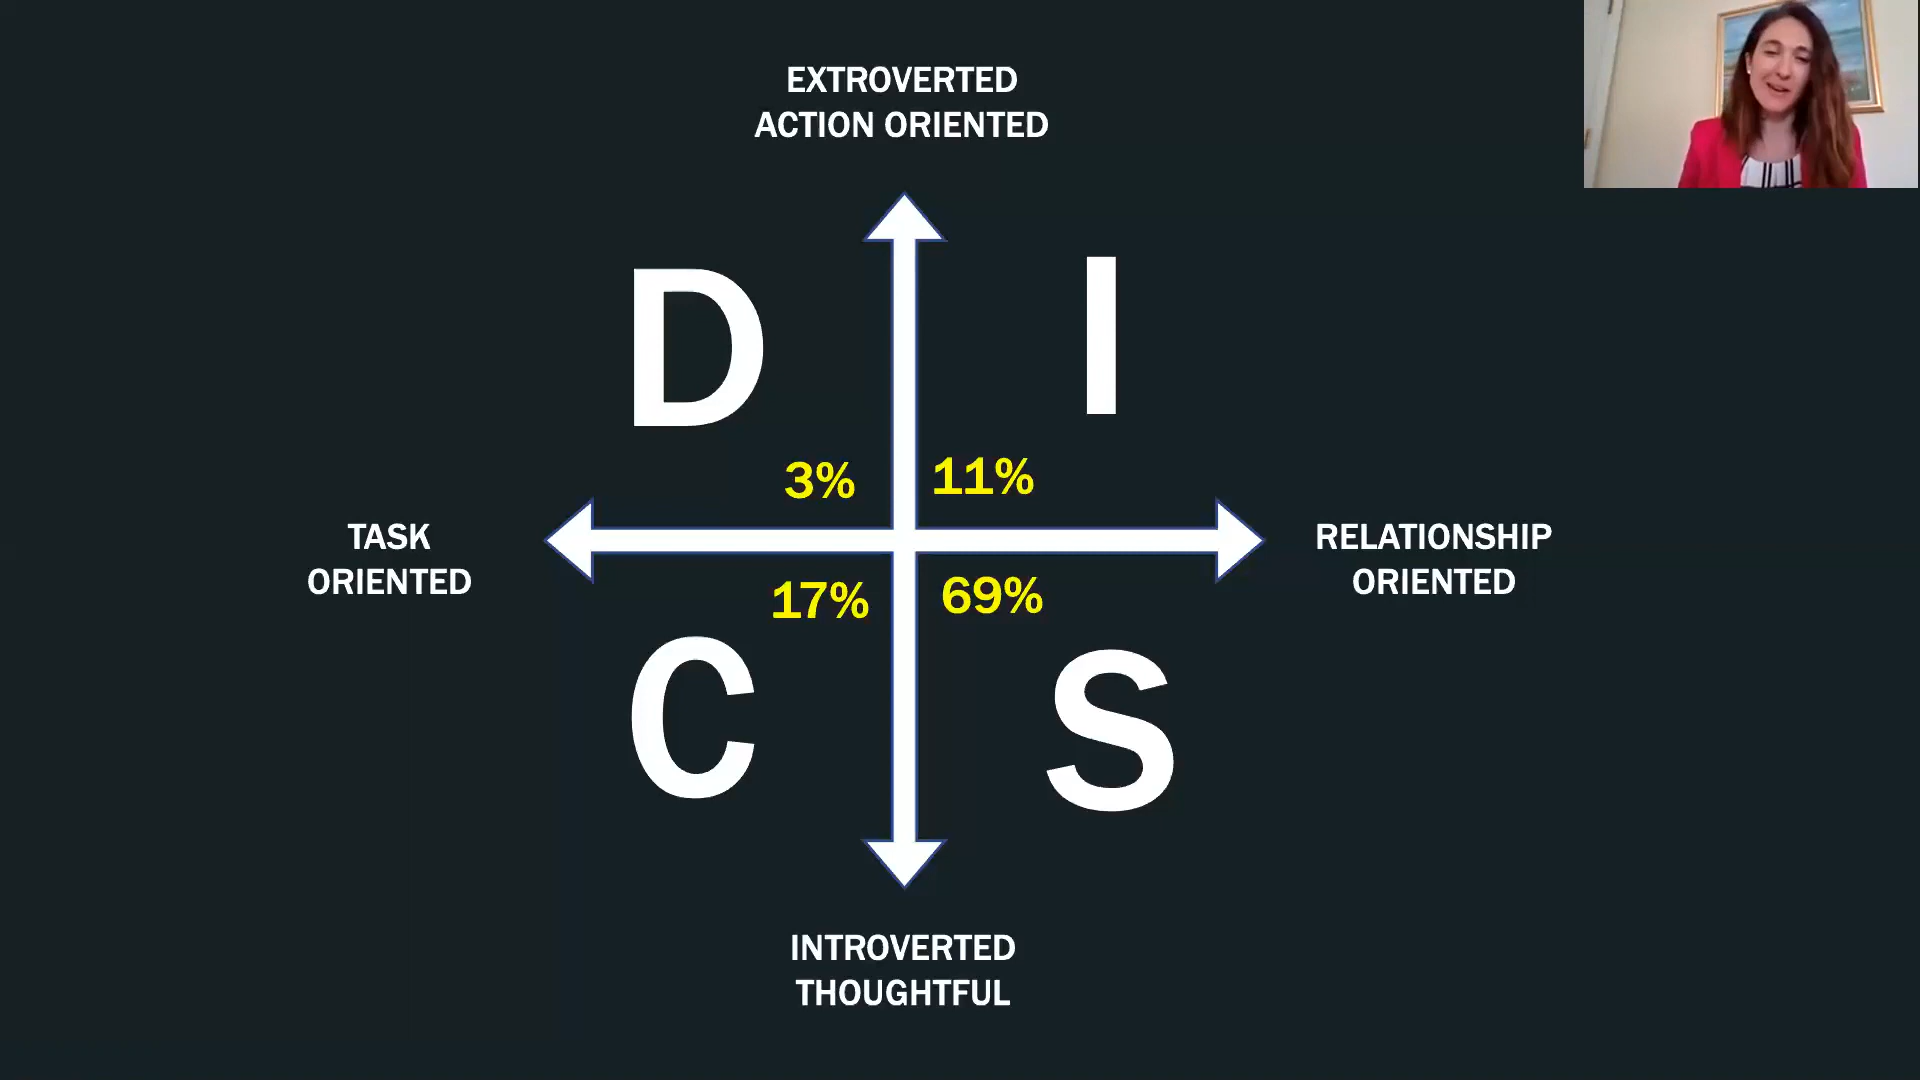 EXTROVERTED
ACTION ORIENTED
D
I
3%
11%
TASK
ORIENTED
RELATIONSHIP
ORIENTED
17%
69%
C
S
INTROVERTED
THOUGHTFUL